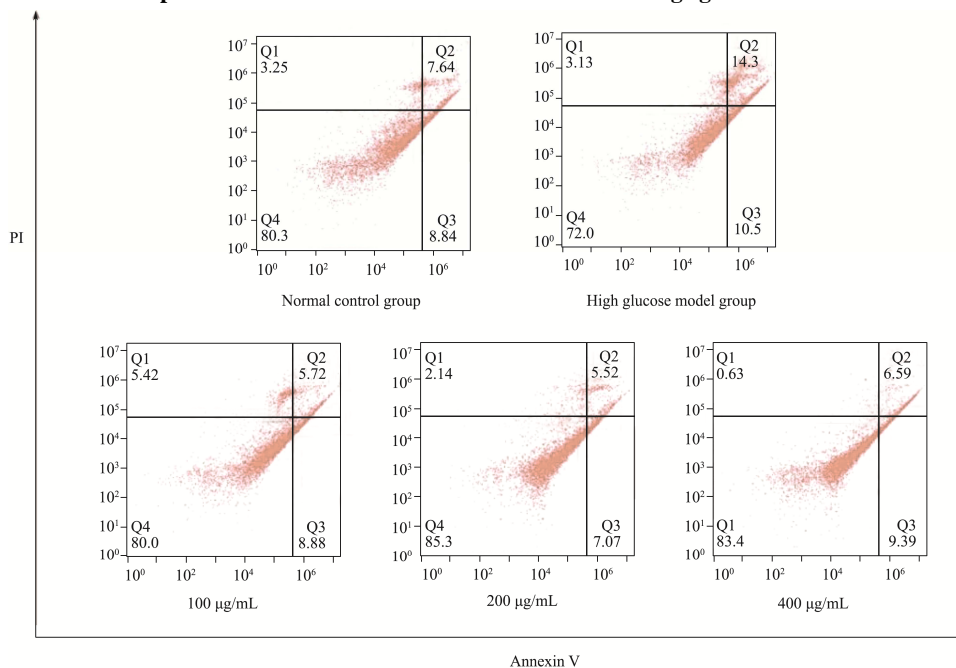 PI
10⁷
10⁶
10⁵
10⁴
10³
10²
10¹
10⁰
Q1
3.25
Q2
7.64
Q4
80.3
Q3
8.84
10⁰ 10² 10⁴ 10⁶
Normal control group
10⁷
10⁶
10⁵
10⁴
10³
10²
10¹
10⁰
Q1
3.13
Q2
14.3
Q4
72.0
Q3
10.5
10⁰ 10² 10⁴ 10⁶
High glucose model group
10⁷
10⁶
10⁵
10⁴
10³
10²
10¹
10⁰
Q1
5.42
Q2
5.72
Q4
80.0
Q3
8.88
10⁰ 10² 10⁴ 10⁶
100 μg/mL
10⁷
10⁶
10⁵
10⁴
10³
10²
10¹
10⁰
Q1
2.14
Q2
5.52
Q4
85.3
Q3
7.07
10⁰ 10² 10⁴ 10⁶
200 μg/mL
10⁷
10⁶
10⁵
10⁴
10³
10²
10¹
10⁰
Q1
0.63
Q2
6.59
Q1
83.4
Q3
9.39
10⁰ 10² 10⁴ 10⁶
400 μg/mL
Annexin V